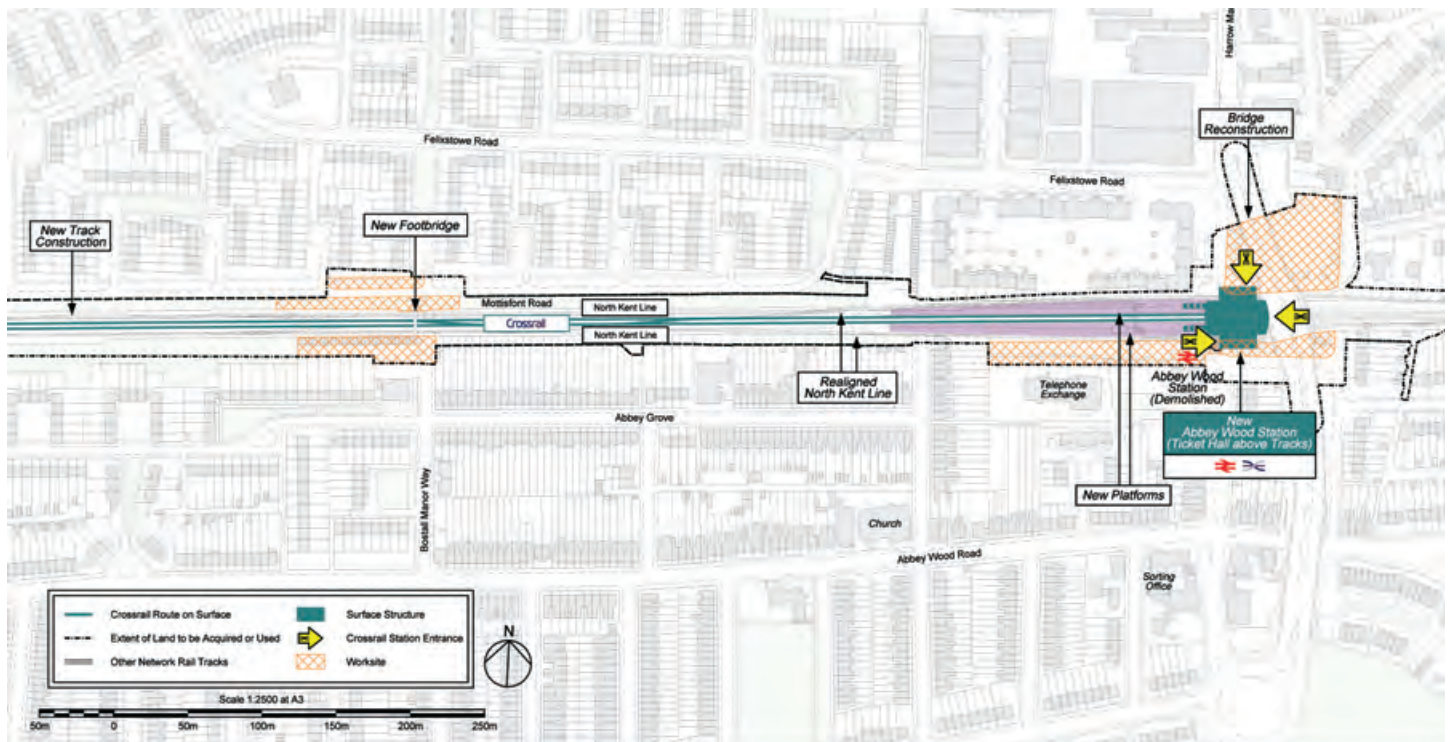 Harrow Ma
Bridge
Reconstruction
Felixstowe Road
Felixstowe Road
New Track
Construction
New Footbridge
Mottisfont Road
North Kent Line
Crossrail
North Kent Line
Realigned
North Kent Line
Telephone
Exchange
Abbey Wood
Station
(Demolished)
New
Abbey Wood Station
(Ticket Hall above Tracks)
Abbey Grove
Bostall Manor Way
New Platforms
Church
Abbey Wood Road
Sorting
Office
Crossrail Route on Surface
Surface Structure
Extent of Land to be Acquired or Used
Crossrail Station Entrance
Other Network Rail Tracks
Worksite
N
Scale 1:2500 at A3
50m 0 50m 100m 150m 200m 250m